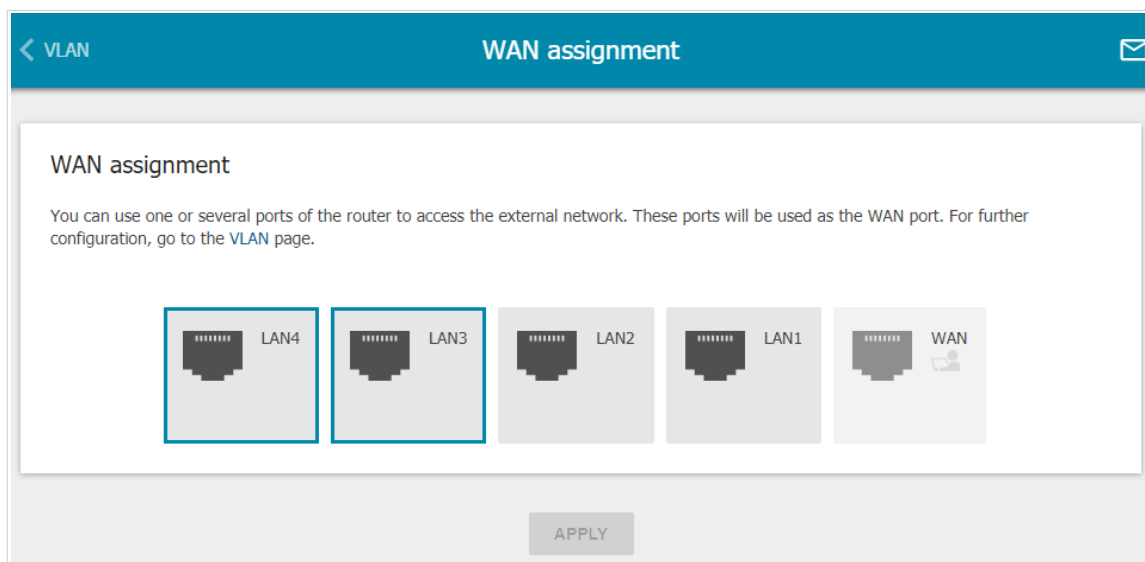 VLAN
WAN assignment
WAN assignment
You can use one or several ports of the router to access the external network. These ports will be used as the WAN port. For further
configuration, go to the VLAN page.
LAN4
LAN3
LAN2
LAN1
WAN
APPLY